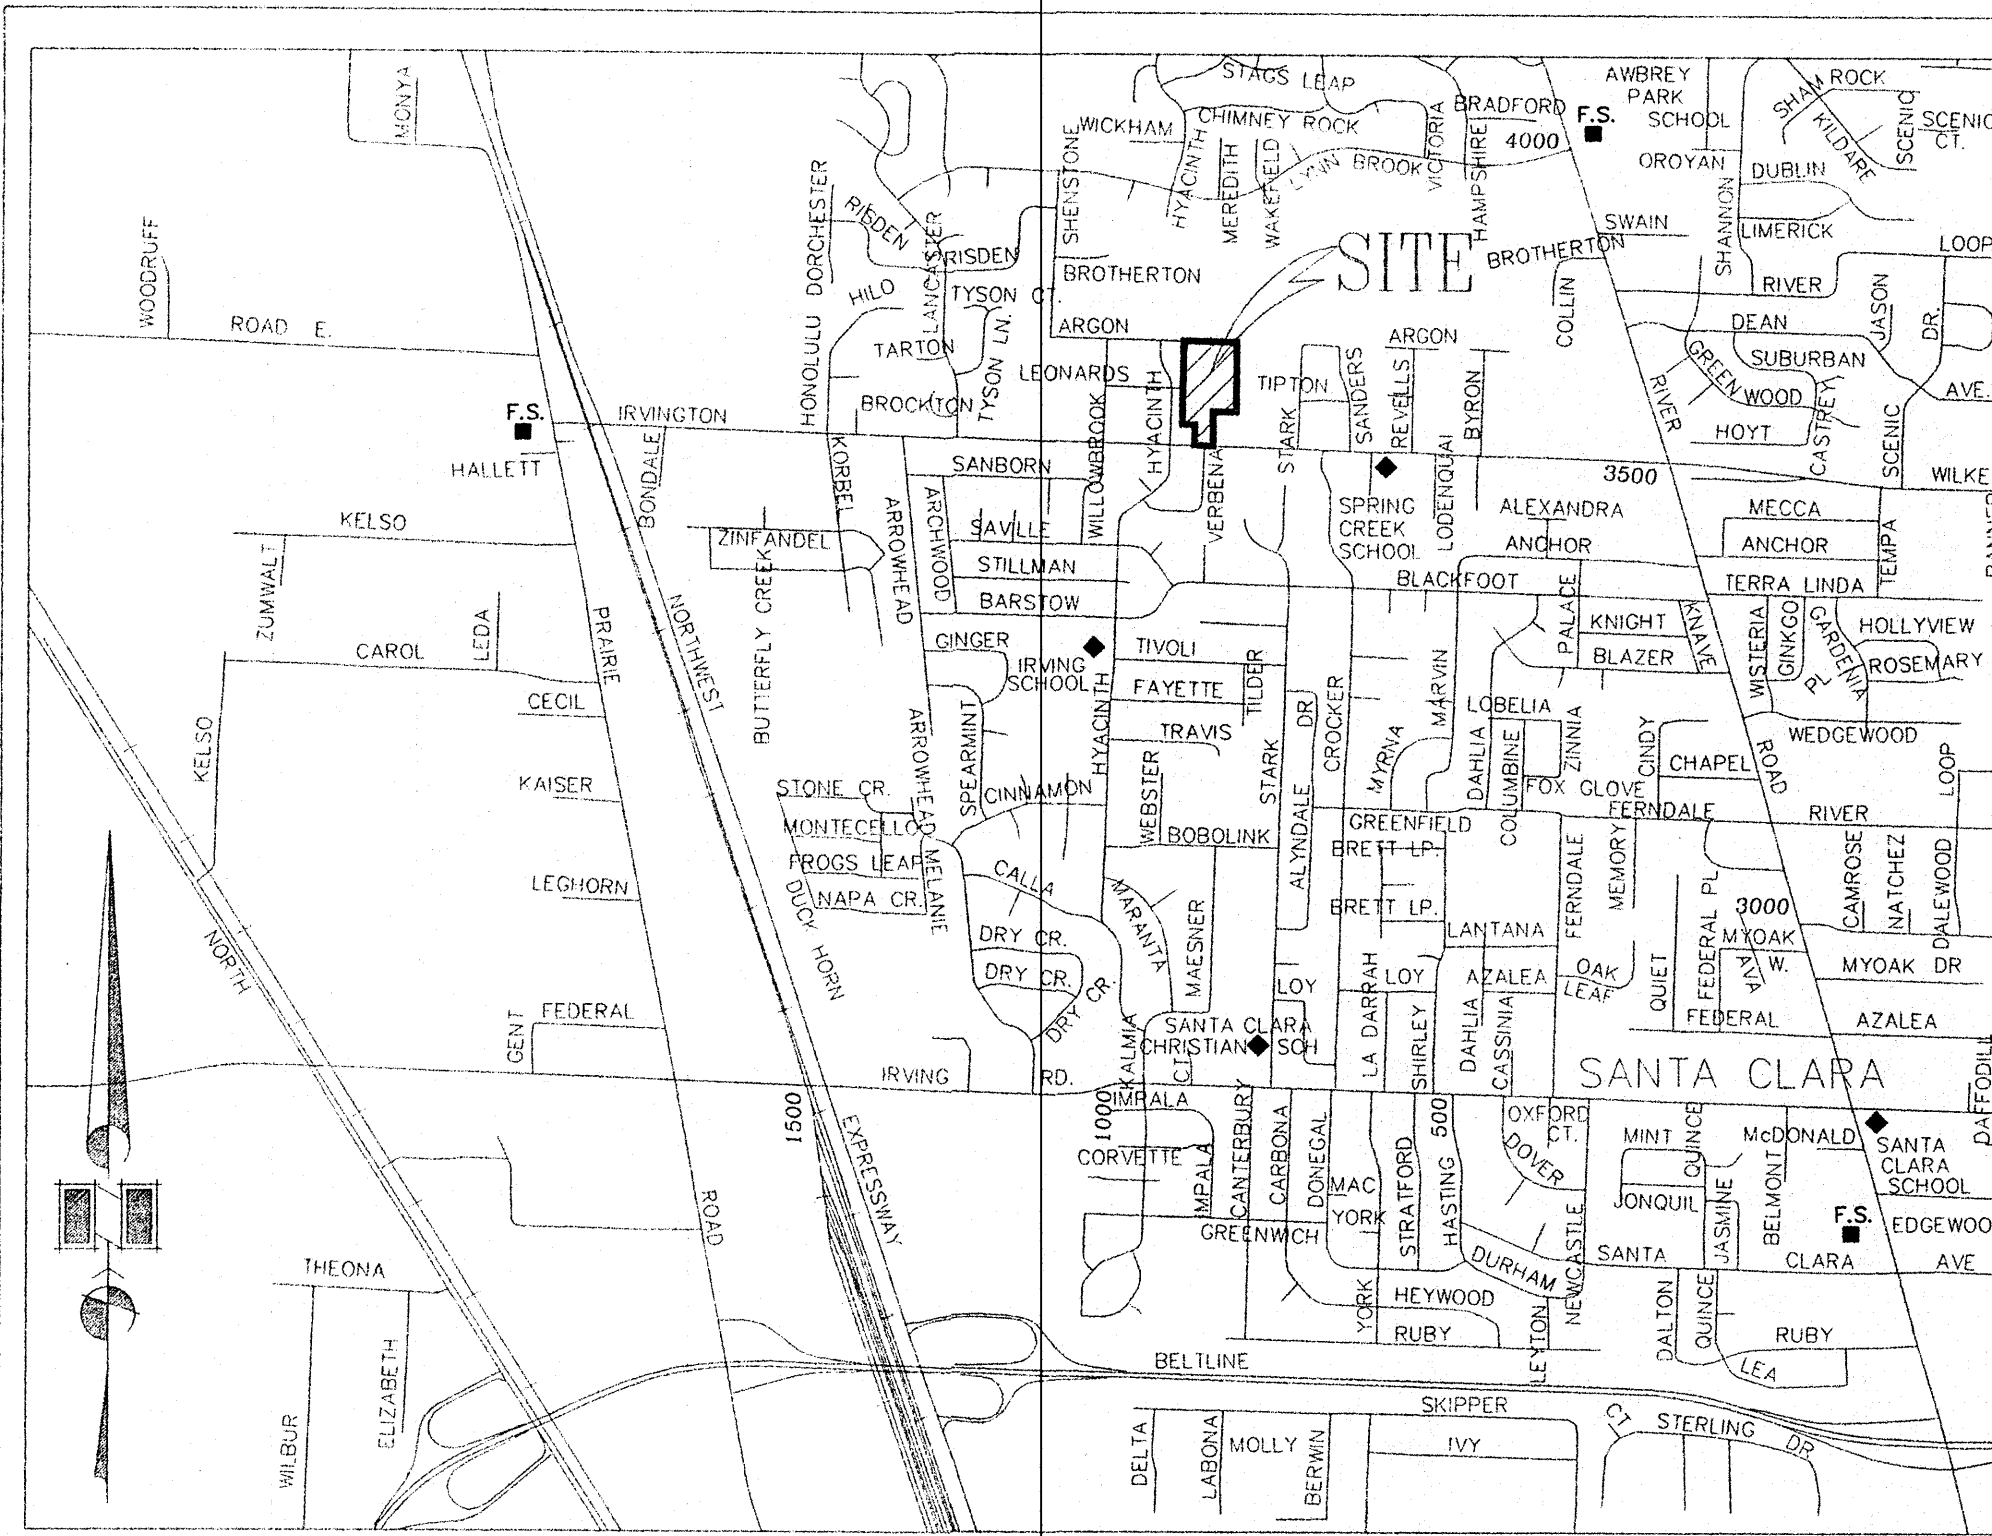 MONYA
STAGS LEAP
AWBREY
PARK
SCHOOL
SHAM ROCK
SCENIC
SCENIC
CT.
KILDARE
WICKHAM
CHIMNEY ROCK
VICTORIA
BRADFORD
F.S.
4000
HAMPSHIRE
SHENSTONE
HYACINTH
MEREDITH
WAKEFIELD
LYNN BROOK
OROYAN
DUBLIN
DORCHESTER
RISDEN
LANCASTER
RISDEN
SWAIN
SHANNON
LIMERICK
LOOP
WOODRUFF
BROTHERTON
SITE
BROTHERTON
HILO
TYSON CT.
COLLIN
RIVER
JASON
DR.
ROAD E.
HONOLULU
TARTON
TYSON LN.
ARGON
ARGON
DEAN
SUBURBAN
GREEN WOOD
AVE.
LEONARDS
HYACINTH
TIPTON
SANDERS
REVELLS
BYRON
RIVER
CASTREY
F.S.
IRVINGTON
BROCKTON
WILLOWBROOK
STARK
HOYT
SCENIC
HALLETT
BONDALE
KORBEL
SANBORN
VERBENA
LODENQUAI
3500
WILKE
KELSO
ZUMWALT
ARROWHEAD
ARCHWOOD
SAVILLE
SPRING
CREEK
SCHOOL
ALEXANDRA
MECCA
ZINFANDEL
STILLMAN
ANCHOR
ANCHOR
TEMPA
BUTTERFLY CREEK
BARSTOW
BLACKFOOT
TERRA LINDA
LEDA
PRAIRIE
NORTHWEST
PALACE
KNIGHT
KNAVE
WISTERIA
GINKGO
GARDENIA
PL
HOLLYVIEW
CAROL
GINGER
IRVING
SCHOOL
TIVOLI
BLAZER
ROSEMARY
CECIL
SPEARMINT
HYACINTH
FAYETTE
TILDER
DR
CROCKER
MARVIN
LOBELIA
KELSO
ARROWHEAD
TRAVIS
MYRNA
DAHLIA
COLUMBINE
ZINNIA
CINDY
WEDGEWOOD
KAISER
STONE CR.
CINNAMON
WEBSTER
STARK
CHAPEL
ROAD
LOOP
FOX GLOVE
FERNDALE
RIVER
MONTECELLO
BOBOLINK
ALYNDALE
GREENFIELD
BRETT LP.
FROGS LEAP
NAPA CR.
MELANIE
CALLA
MARANTA
FERNDALE
MEMORY
CAMROSE
NATCHEZ
DALEWOOD
LEGHORN
DUCK HORN
MAESNER
BRETT LP.
LANTANA
3000
NORTH
DRY CR.
DRY CR.
DRY CR.
LOY
LA DARRAH
LOY
AZALEA
OAK
LEAF
QUIET
FEDERAL PL
MYOAK
W.
AVA
MYOAK DR
GENT
FEDERAL
KALMIA
SANTA CLARA
CHRISTIAN SCH
CT.
SHIRLEY
DAHLIA
CASSINIA
FEDERAL
AZALEA
IRVING
RD.
SANTA CLARA
DAFFODIL
1500
EXPRESSWAY
1000
IMPALA
CANTERBURY
CARBONA
DONEGAL
500
OXFORD
CT.
DOVER
MINT
QUINCE
McDONALD
SANTA
CLARA
SCHOOL
CORVETTE
IMPALA
MAC
YORK
STRATFORD
HASTING
JONQUIL
JASMINE
BELMONT
F.S.
EDGEWOO
ROAD
GREENWICH
DURHAM
NEWCASTLE
SANTA
CLARA
AVE
THEONA
YORK
HEYWOOD
DALTON
QUINCE
RUBY
RUBY
ELIZABETH
WILBUR
BELTLINE
LEYTON
LEA
SKIPPER
CT.
STERLING
DR.
DELTA
LABONA
MOLLY
BERWIN
IVY